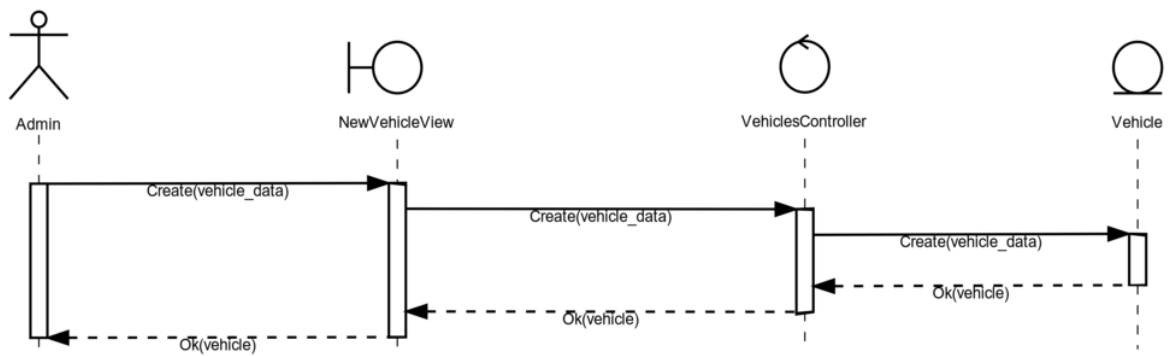 Admin
NewVehicleView
VehiclesController
Vehicle
Create(vehicle_data)
Create(vehicle_data)
Create(vehicle_data)
Ok(vehicle)
Ok(vehicle)
Ok(vehicle)